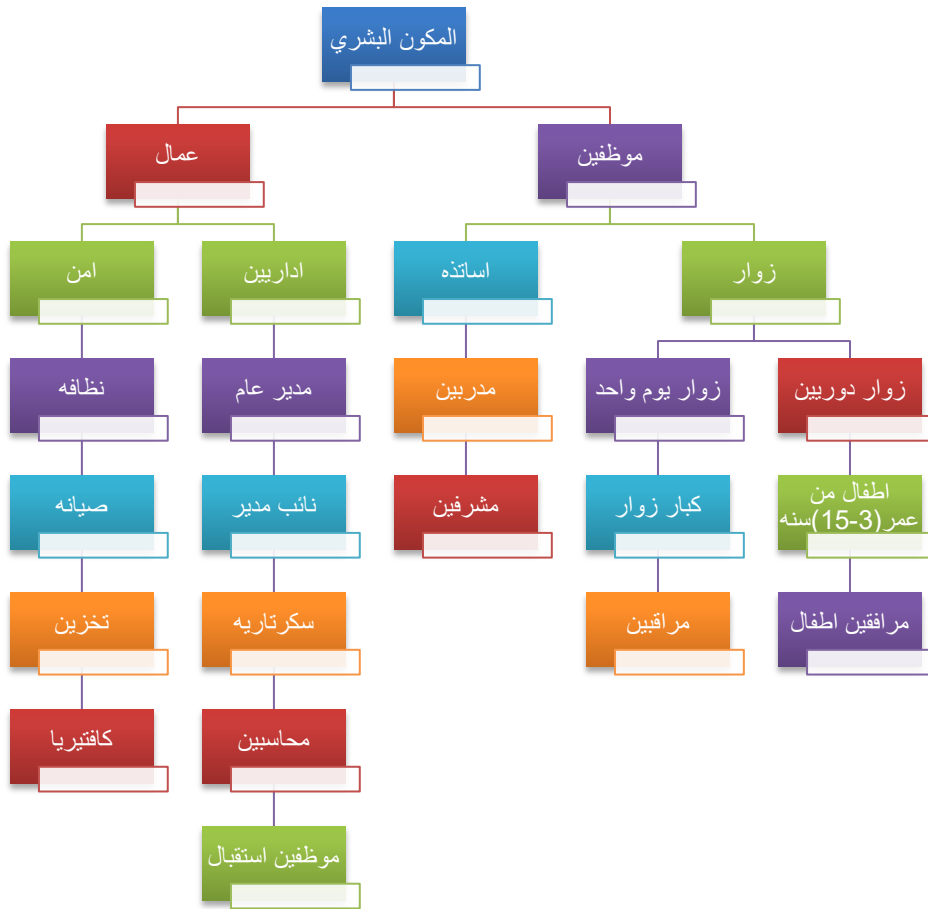 المكون البشري
موظفين
عمال
زوار
اساتذه
اداريين
امن
زوار دوريين
زوار يوم واحد
مدربين
مدير عام
نظافه
اطفال من
عمر(3-15)سنه
كبار زوار
مشرفين
نائب مدير
صيانه
مرافقين اطفال
مراقبين
سكرتاريه
تخزين
محاسبين
كافتيريا
موظفين استقبال